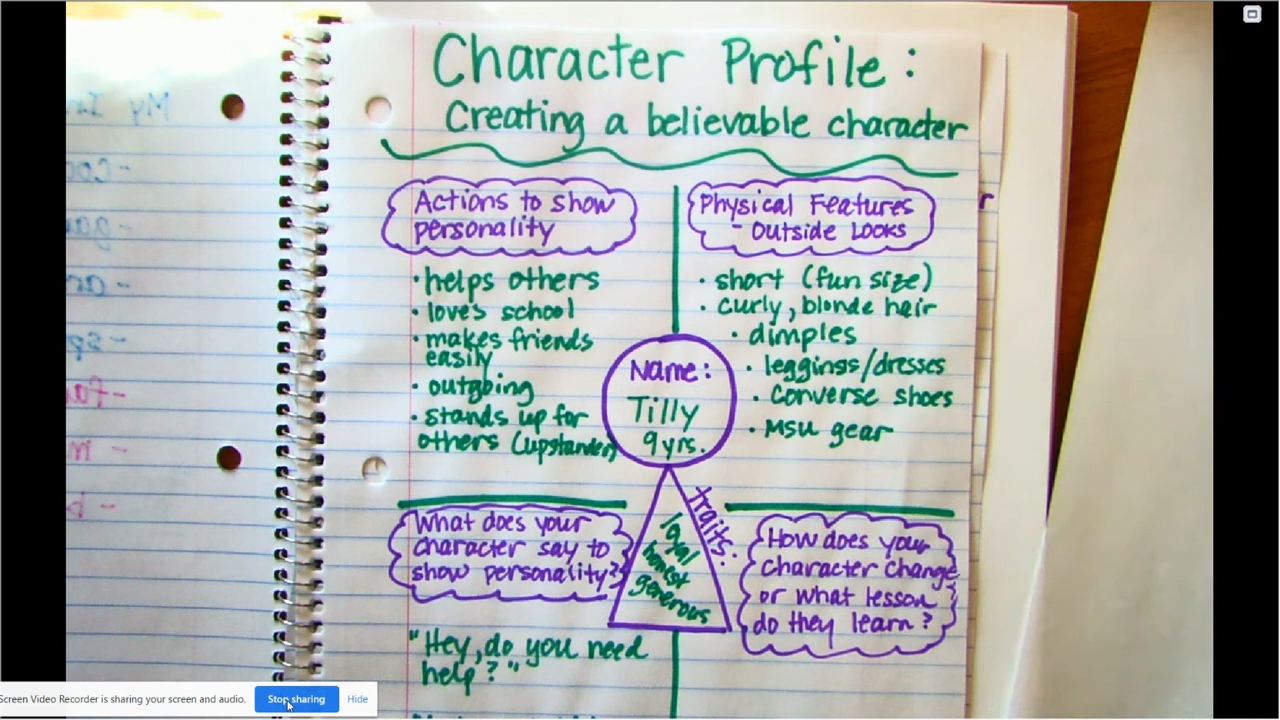 Character Profile:
Creating a believable character
Actions to show
personality
• helps others
• love's school
• makes friends
easily
• outgoing
• stands up for
others (upstander)
Physical Features
- Outside Looks
• short (fun size)
• curly, blonde hair
• dimples
• leggings/dresses
• Converse shoes
• MSU gear
Name:
Tilly
9 yrs.
traits:
loyal
honest
generous
What does your
character say to
show personality?
"Hey, do you need
help?"
How does your
character change
or what lesson
do they learn?
My
Screen Video Recorder is sharing your screen and audio.
Stop sharing
Hide